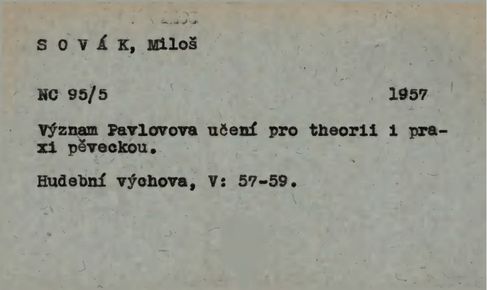 S O V Á K, Miloš
NC 95/5 1957
Význam Pavlovova učení pro theorii i pra-
xi pěveckou.
Hudební výchova, V: 57-59.